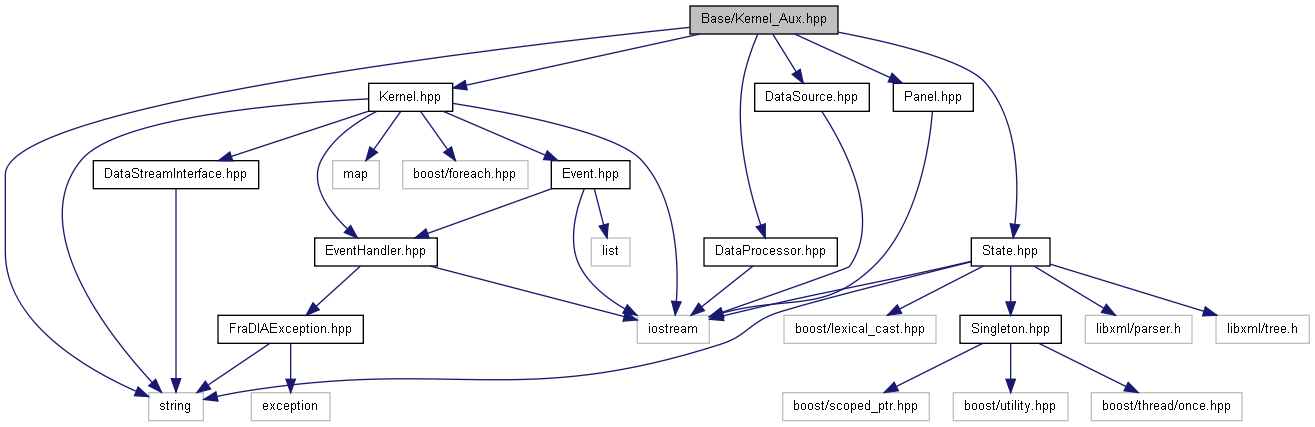 Base/Kernel_Aux.hpp
Kernel.hpp
DataSource.hpp
Panel.hpp
DataStreamInterface.hpp
map
boost/foreach.hpp
Event.hpp
EventHandler.hpp
list
DataProcessor.hpp
State.hpp
FraDIAException.hpp
iostream
boost/lexical_cast.hpp
Singleton.hpp
libxml/parser.h
libxml/tree.h
string
exception
boost/scoped_ptr.hpp
boost/utility.hpp
boost/thread/once.hpp